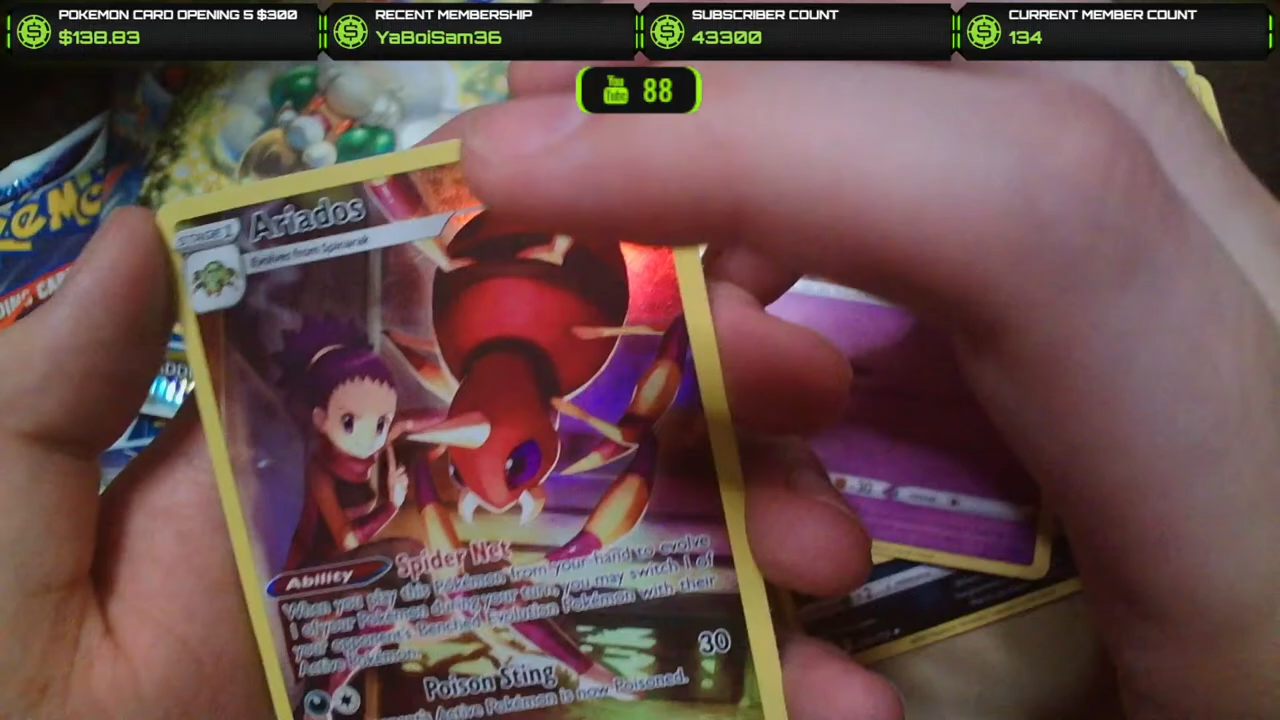 POKEMON CARD OPENING 5 $300
$138.83
RECENT MEMBERSHIP
YaBoiSam36
SUBSCRIBER COUNT
43300
CURRENT MEMBER COUNT
134
You Tube 88
STAGE 1
Ariados
Evolves from Spinarak
Ability Spider Net
When you play this Pokémon from your hand to evolve
1 of your Pokémon during your turn, you may switch 1 of
your opponent's Benched Evolution Pokémon with their
Active Pokémon.
Poison Sting 30
Active Pokémon is now Poisoned.
-30